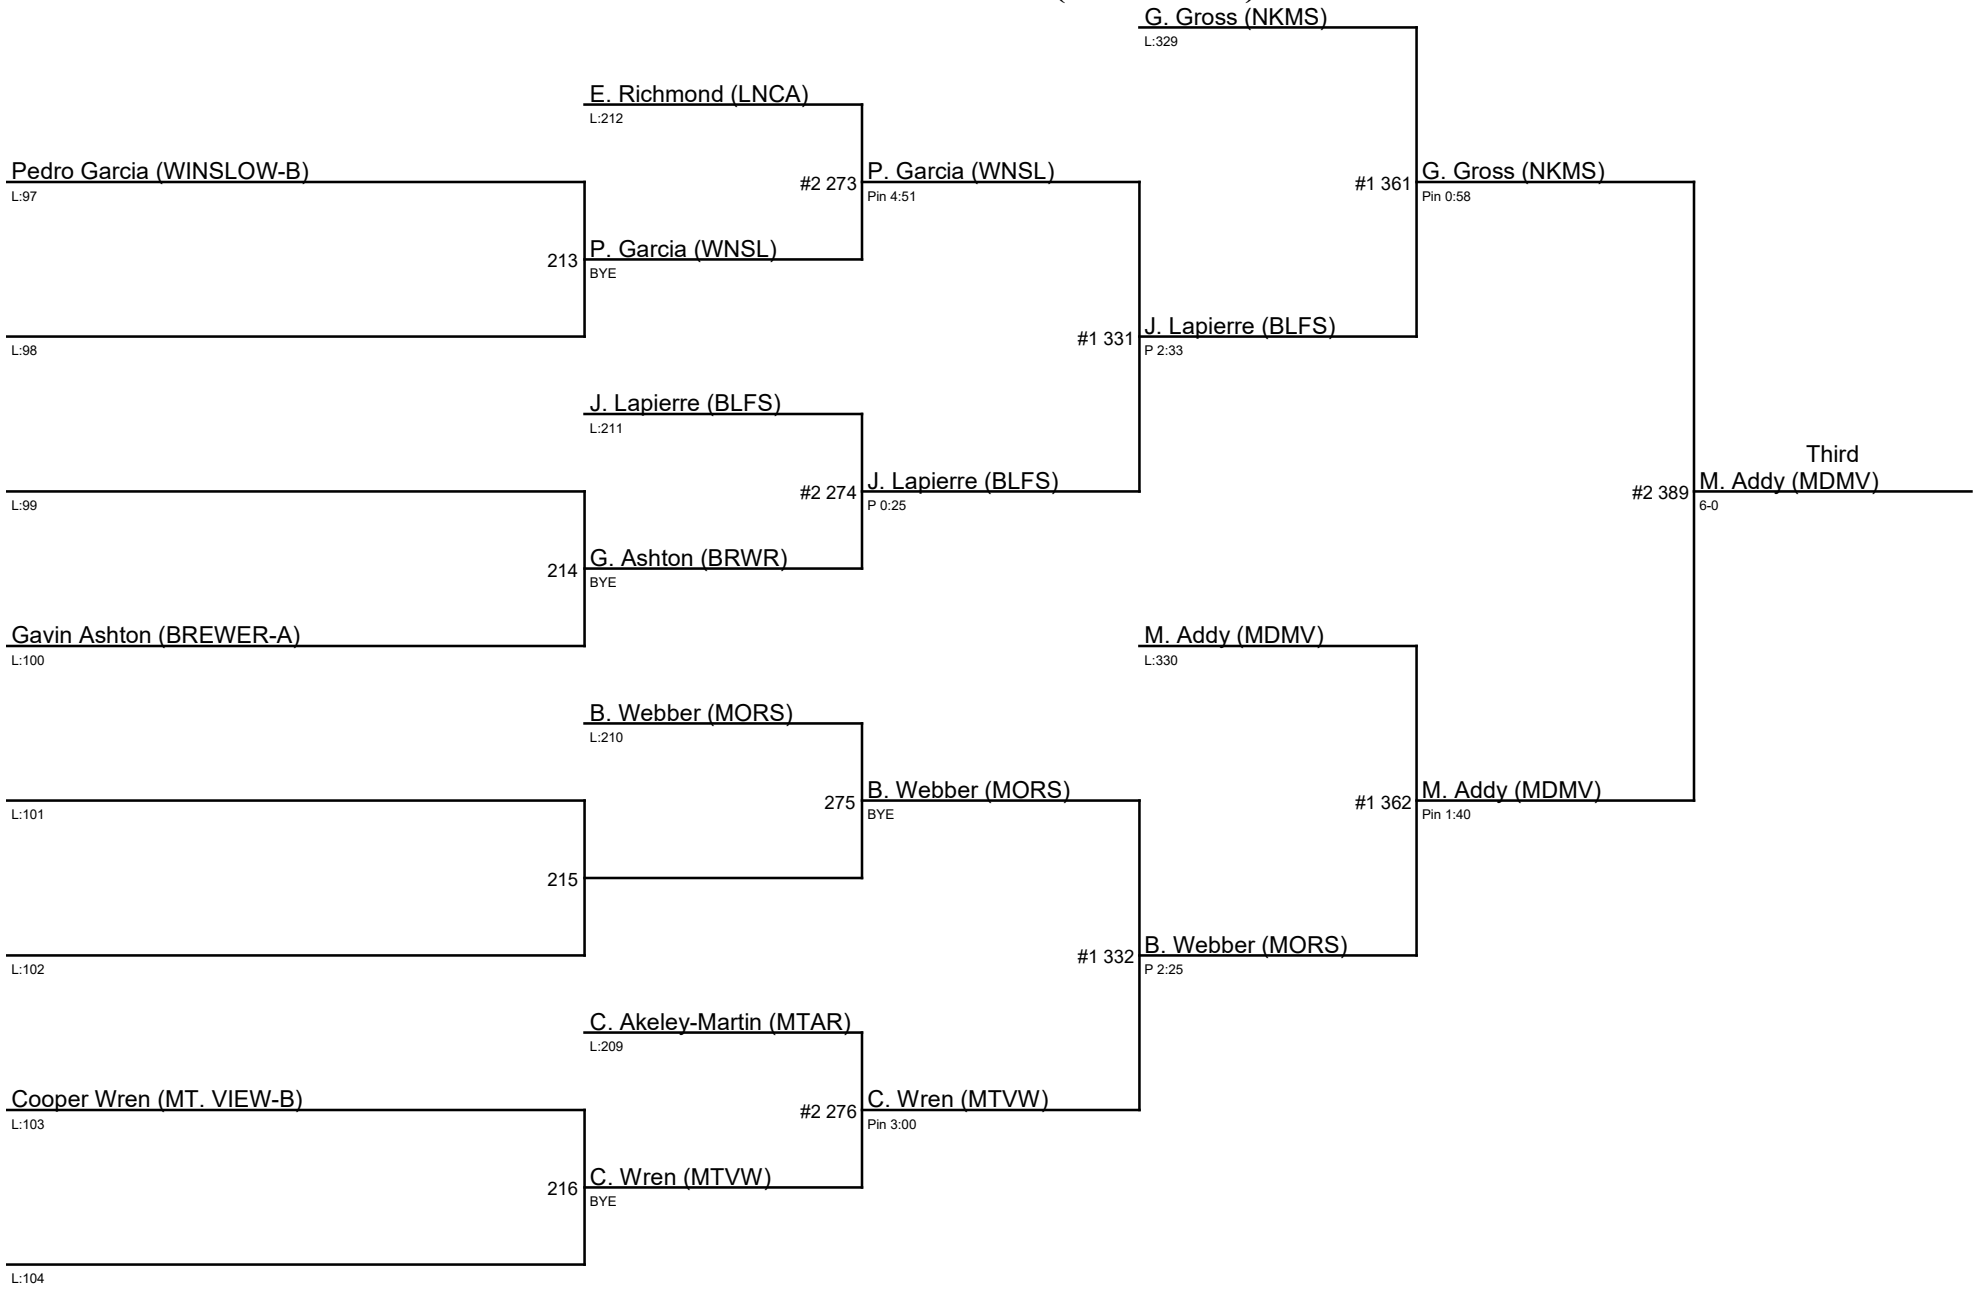 G. Gross (NKMS)
L:329
E. Richmond (LNCA)
L:212
Pedro Garcia (WINSLOW-B)
L:97
#2 273
P. Garcia (WNSL)
Pin 4:51
#1 361
G. Gross (NKMS)
Pin 0:58
213
P. Garcia (WNSL)
BYE
L:98
#1 331
J. Lapierre (BLFS)
P 2:33
J. Lapierre (BLFS)
L:211
L:99
#2 274
J. Lapierre (BLFS)
P 0:25
Third
#2 389
M. Addy (MDMV)
6-0
214
G. Ashton (BRWR)
BYE
Gavin Ashton (BREWER-A)
L:100
M. Addy (MDMV)
L:330
B. Webber (MORS)
L:210
L:101
275
B. Webber (MORS)
BYE
#1 362
M. Addy (MDMV)
Pin 1:40
215
L:102
#1 332
B. Webber (MORS)
P 2:25
C. Akeley-Martin (MTAR)
L:209
Cooper Wren (MT. VIEW-B)
L:103
#2 276
C. Wren (MTVW)
Pin 3:00
216
C. Wren (MTVW)
BYE
L:104